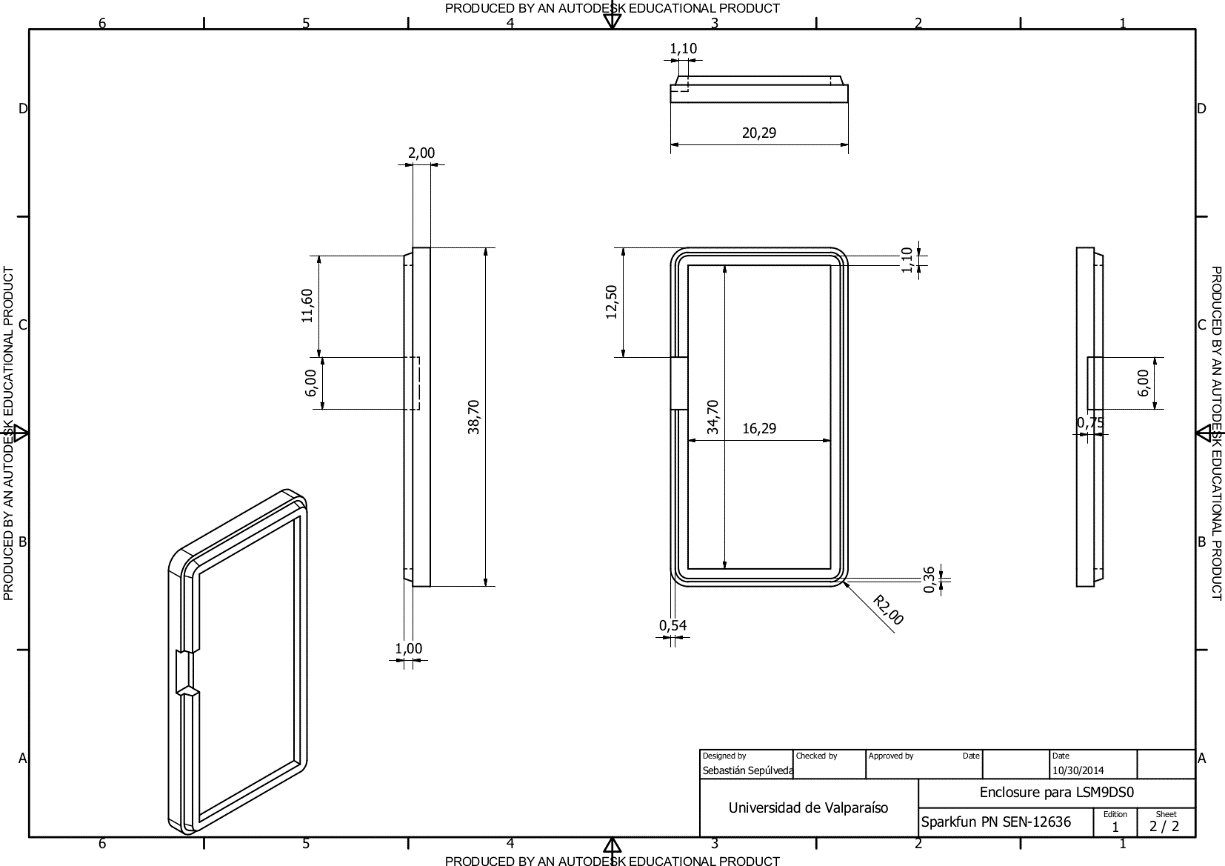 PRODUCED BY AN AUTODESK EDUCATIONAL PRODUCT
6 5 4 3 2 1
1,10
D D
20,29
2,00
PRODUCED BY AN AUTODESK EDUCATIONAL PRODUCT
PRODUCED BY AN AUTODESK EDUCATIONAL PRODUCT
1,10
11,60
12,50
C C
6,00
38,70
34,70
16,29
6,00
0,75
B B
0,36
R2,00
0,54
1,00
A A
Designed by Checked by Approved by Date Date
Sebastián Sepúlveda 10/30/2014
Universidad de Valparaíso
Enclosure para LSM9DS0
Sparkfun PN SEN-12636
Edition
1
Sheet
2 / 2
6 5 4 3 2 1
PRODUCED BY AN AUTODESK EDUCATIONAL PRODUCT